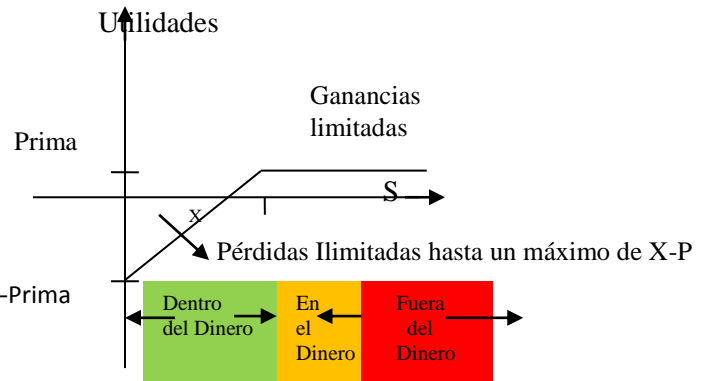 Utilidades
Ganancias
limitadas
Prima
S
X
Pérdidas Ilimitadas hasta un máximo de X-P
-Prima
Dentro
del Dinero
En
el
Dinero
Fuera
del
Dinero